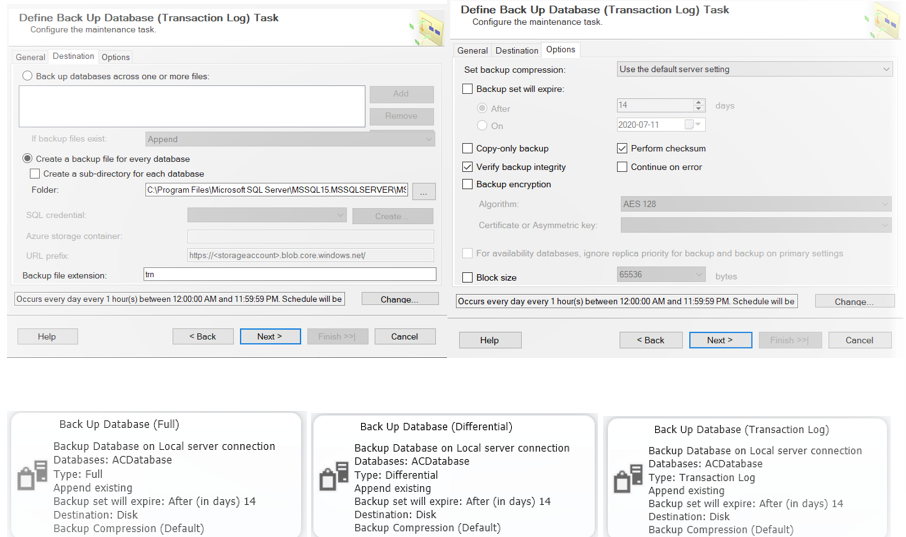 Define Back Up Database (Transaction Log) Task
Configure the maintenance task.
General Destination Options
Back up databases across one or more files:
Add
Remove
If backup files exist: Append
Create a backup file for every database
Create a sub-directory for each database
Folder: C:\Program Files\Microsoft SQL Server\MSSQL15.MSSQLSERVER\MS ...
SQL credential: Create...
Azure storage container:
URL prefix: https://<storageaccount>.blob.core.windows.net/
Backup file extension: trn
Occurs every day every 1 hour(s) between 12:00:00 AM and 11:59:59 PM. Schedule will be Change...
Help < Back Next > Finish >>| Cancel
Define Back Up Database (Transaction Log) Task
Configure the maintenance task.
General Destination Options
Set backup compression: Use the default server setting
Backup set will expire:
After 14 days
On 2020-07-11
Copy-only backup Perform checksum
Verify backup integrity Continue on error
Backup encryption
Algorithm: AES 128
Certificate or Asymmetric key:
For availability databases, ignore replica priority for backup and backup on primary settings
Block size 65536 bytes
Occurs every day every 1 hour(s) between 12:00:00 AM and 11:59:59 PM. Schedule will be Change...
Help < Back Next > Finish >>| Cancel
Back Up Database (Full)
Backup Database on Local server connection
Databases: ACDatabase
Type: Full
Append existing
Backup set will expire: After (in days) 14
Destination: Disk
Backup Compression (Default)
Back Up Database (Differential)
Backup Database on Local server connection
Databases: ACDatabase
Type: Differential
Append existing
Backup set will expire: After (in days) 14
Destination: Disk
Backup Compression (Default)
Back Up Database (Transaction Log)
Backup Database on Local server connection
Databases: ACDatabase
Type: Transaction Log
Append existing
Backup set will expire: After (in days) 14
Destination: Disk
Backup Compression (Default)